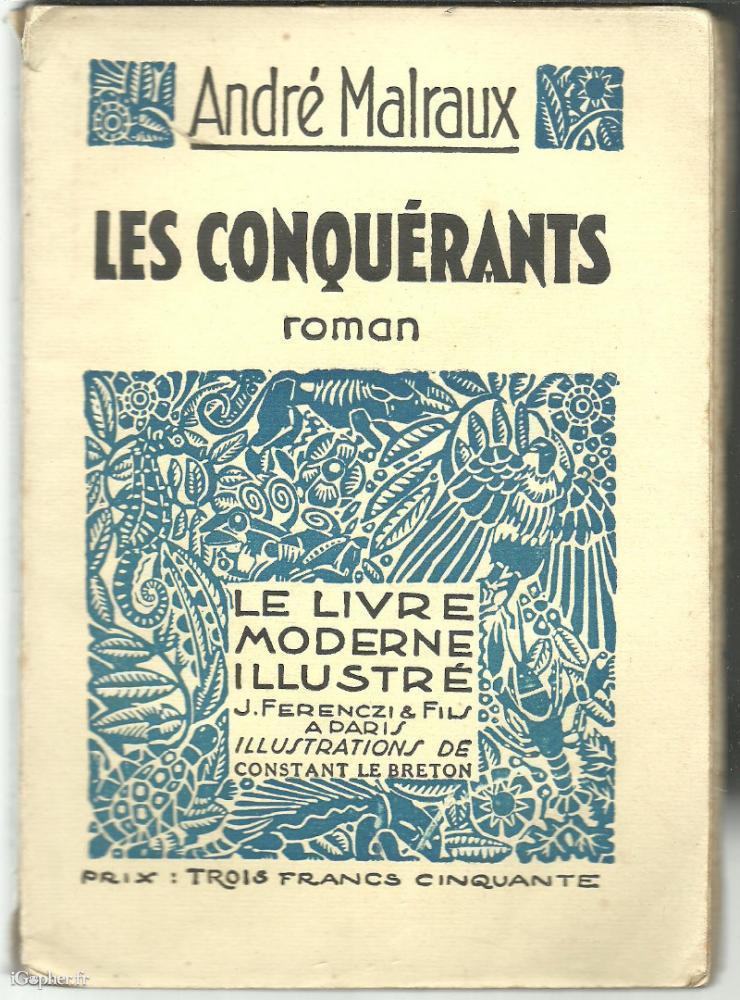 André Malraux
LES CONQUÉRANTS
roman
LE LIVRE
MODERNE
ILLUSTRÉ
J. FERENCZI & FILS
A PARIS
ILLUSTRATIONS DE
CONSTANT LE BRETON
PRIX : TROIS FRANCS CINQUANTE
iGopher.fr